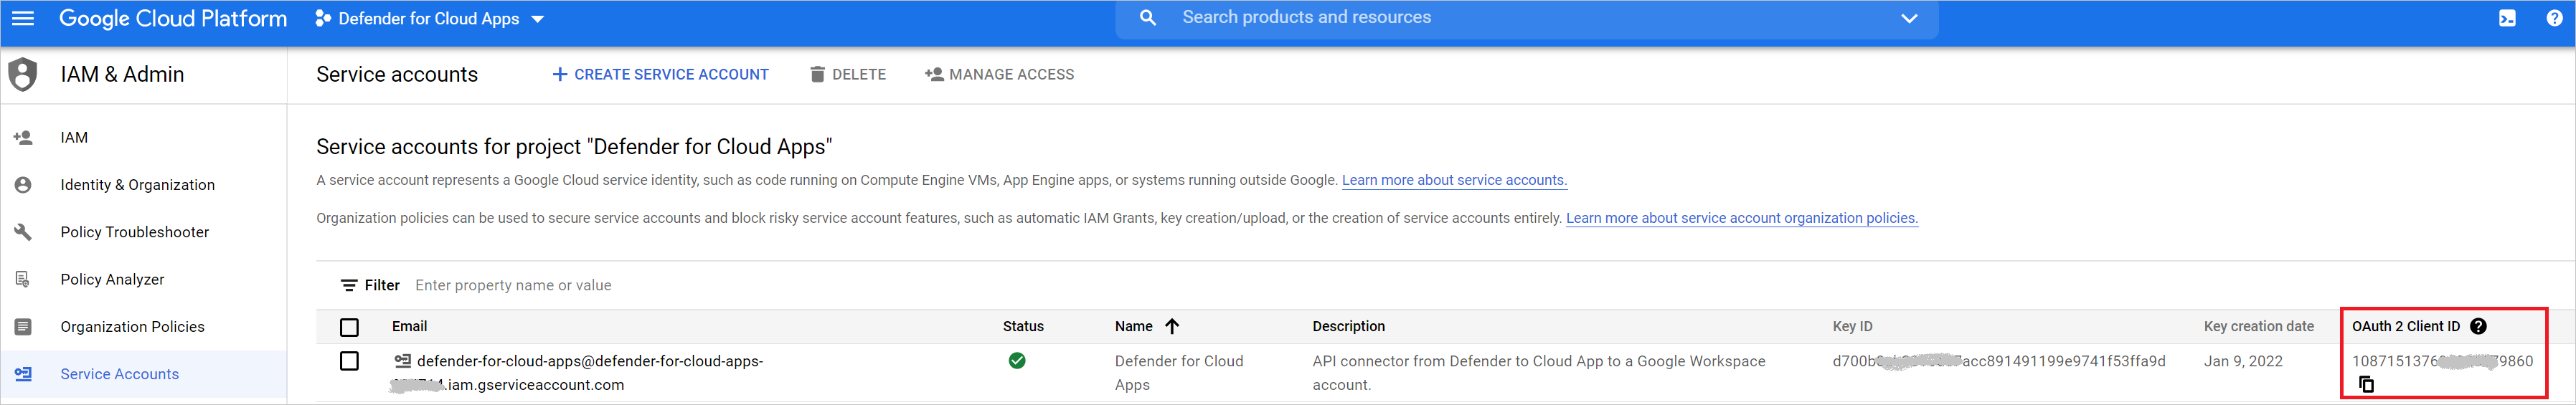 Google Cloud Platform
Defender for Cloud Apps
Search products and resources
IAM & Admin
Service accounts
CREATE SERVICE ACCOUNT
DELETE
MANAGE ACCESS
IAM
Identity & Organization
Policy Troubleshooter
Policy Analyzer
Organization Policies
Service Accounts
Service accounts for project "Defender for Cloud Apps"
A service account represents a Google Cloud service identity, such as code running on Compute Engine VMs, App Engine apps, or systems running outside Google. Learn more about service accounts.
Organization policies can be used to secure service accounts and block risky service account features, such as automatic IAM Grants, key creation/upload, or the creation of service accounts entirely. Learn more about service account organization policies.
Filter Enter property name or value
Email Status Name Description Key ID Key creation date OAuth 2 Client ID
defender-for-cloud-apps@defender-for-cloud-apps- Defender for Cloud API connector from Defender to Cloud App to a Google Workspace d700b acc891491199e9741f53ffa9d Jan 9, 2022 1087151376 79860
.iam.gserviceaccount.com Apps account.